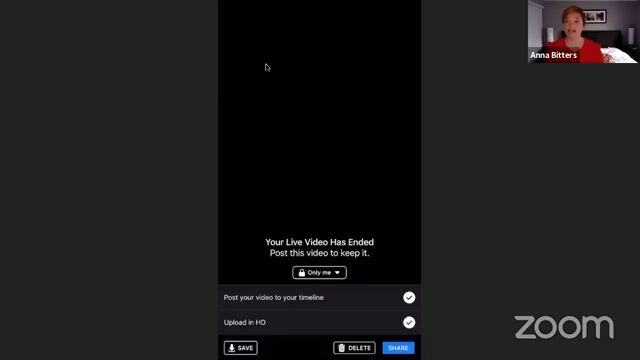 Anna Bitters
Your Live Video Has Ended
Post this video to keep it.
Only me
Post your video to your timeline
Upload in HD
SAVE
DELETE
SHARE
zoom